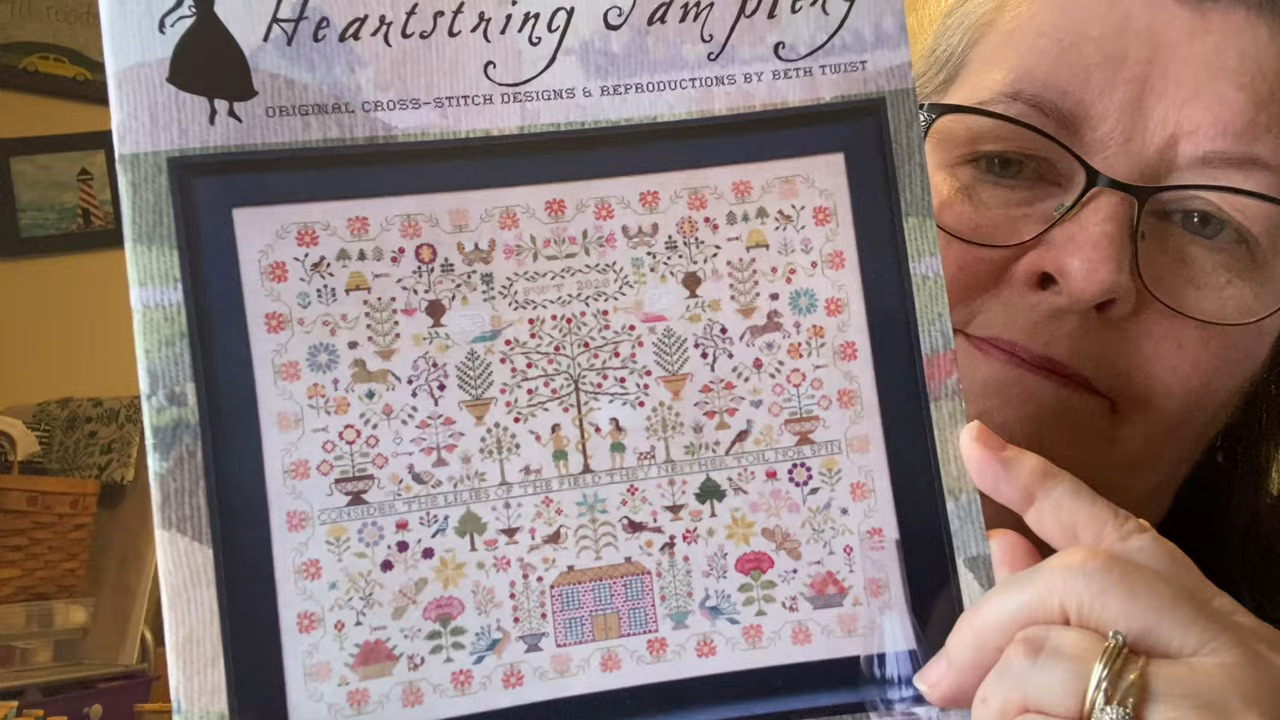 Heartstring Samplery
ORIGINAL CROSS-STITCH DESIGNS & REPRODUCTIONS BY BETH TWIST
2020
CONSIDER THE LILIES OF THE FIELD THEY NEITHER TOIL NOR SPIN